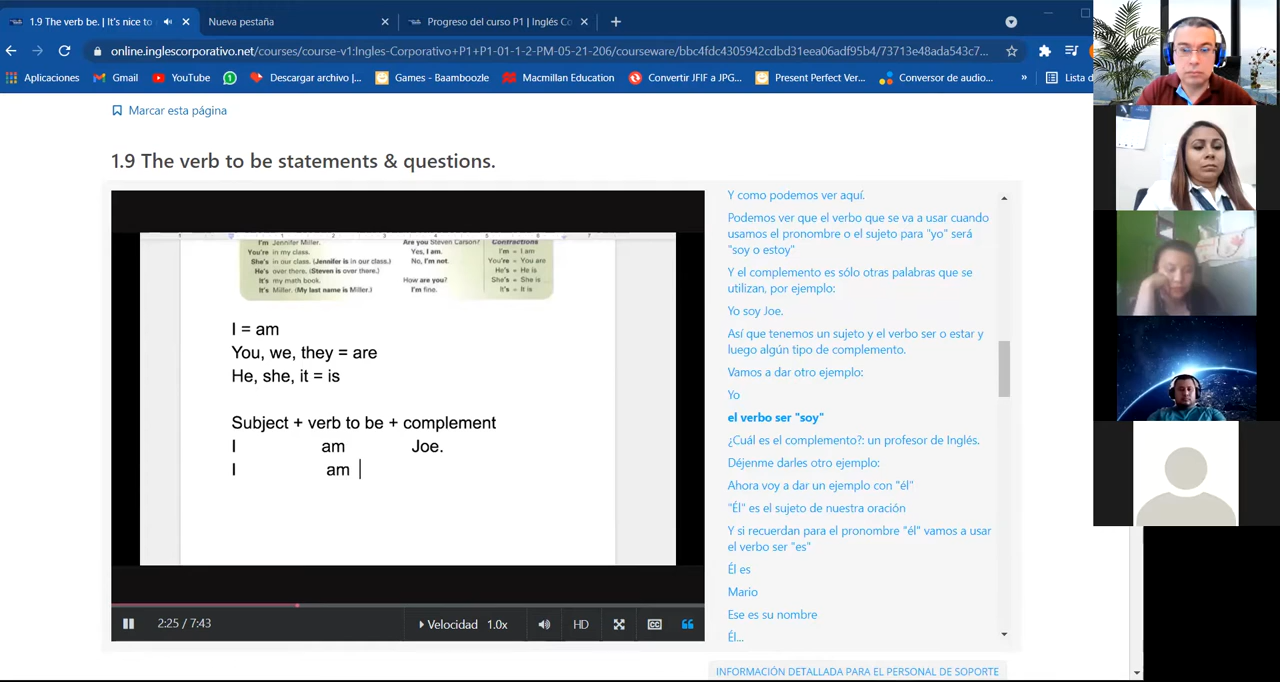 1.9 The verb be. | It's nice to
Nueva pestaña
Progreso del curso P1 | Inglés Co
online.inglescorporativo.net/courses/course-v1:Ingles-Corporativo+P1+P1-01-1-2-PM-05-21-206/courseware/bbc4fdc4305942cdbd31eea06adf95b4/73713e48ada543c7...
Aplicaciones
Gmail
YouTube
Descargar archivo |...
Games - Baamboozle
Macmillan Education
Convertir JFIF a JPG...
Present Perfect Ver...
Conversor de audio...
»
Lista d
Marcar esta página
1.9 The verb to be statements & questions.
I'm Jennifer Miller.
You're in my class.
She's in our class. (Jennifer is in our class.)
He's over there. (Steven is over there.)
It's my math book.
It's Miller. (My last name is Miller.)
Are you Steven Carson?
Yes, I am.
No, I'm not.
How are you?
I'm fine.
Contractions
I'm = I am
You're = You are
He's = He is
She's = She is
It's = It is
I = am
You, we, they = are
He, she, it = is
Subject + verb to be + complement
I am Joe.
I am
2:25 / 7:43
Velocidad 1.0x
HD
Y como podemos ver aquí.
Podemos ver que el verbo que se va a usar cuando
usamos el pronombre o el sujeto para "yo" será
"soy o estoy"
Y el complemento es sólo otras palabras que se
utilizan, por ejemplo:
Yo soy Joe.
Así que tenemos un sujeto y el verbo ser o estar y
luego algún tipo de complemento.
Vamos a dar otro ejemplo:
Yo
el verbo ser "soy"
¿Cuál es el complemento?: un profesor de Inglés.
Déjenme darles otro ejemplo:
Ahora voy a dar un ejemplo con "él"
"Él" es el sujeto de nuestra oración
Y si recuerdan para el pronombre "él" vamos a usar
el verbo ser "es"
Él es
Mario
Ese es su nombre
Él...
INFORMACIÓN DETALLADA PARA EL PERSONAL DE SOPORTE